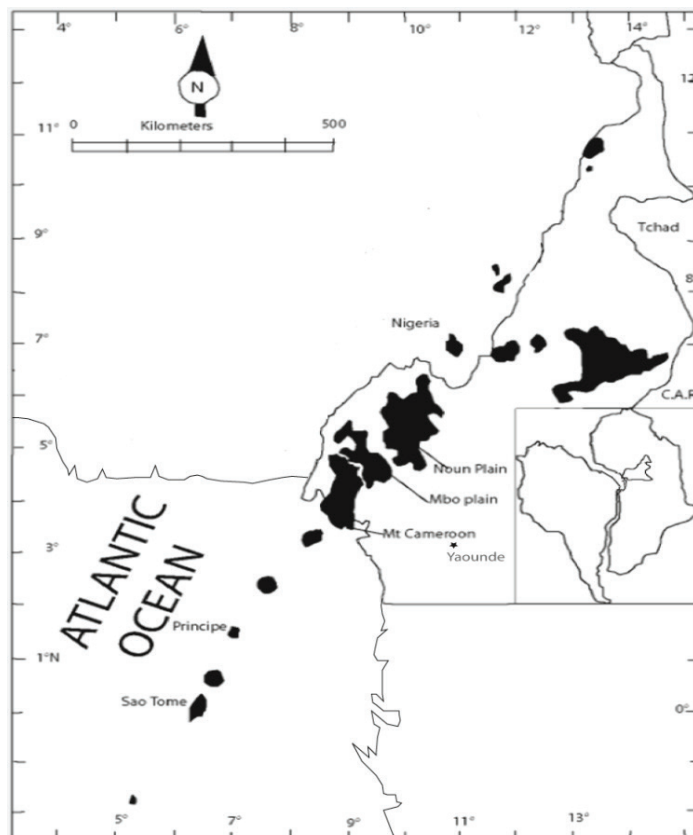 4°
6°
8°
10°
12°
14°
N
0
Kilometers
500
12
11°
9°
Tchad
8
Nigeria
7°
C.A.R
5°
Noun Plain
Mbo plain
Mt Cameroon
3°
Yaounde
ATLANTIC
OCEAN
Principe
1°N
Sao Tome
0°
5°
7°
9°
11°
13°